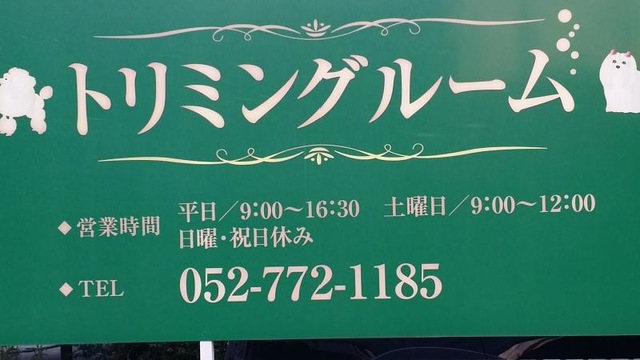 トリミングルーム
◆営業時間 平日／9:00～16:30 土曜日／9:00～12:00
日曜・祝日休み
◆TEL 052-772-1185